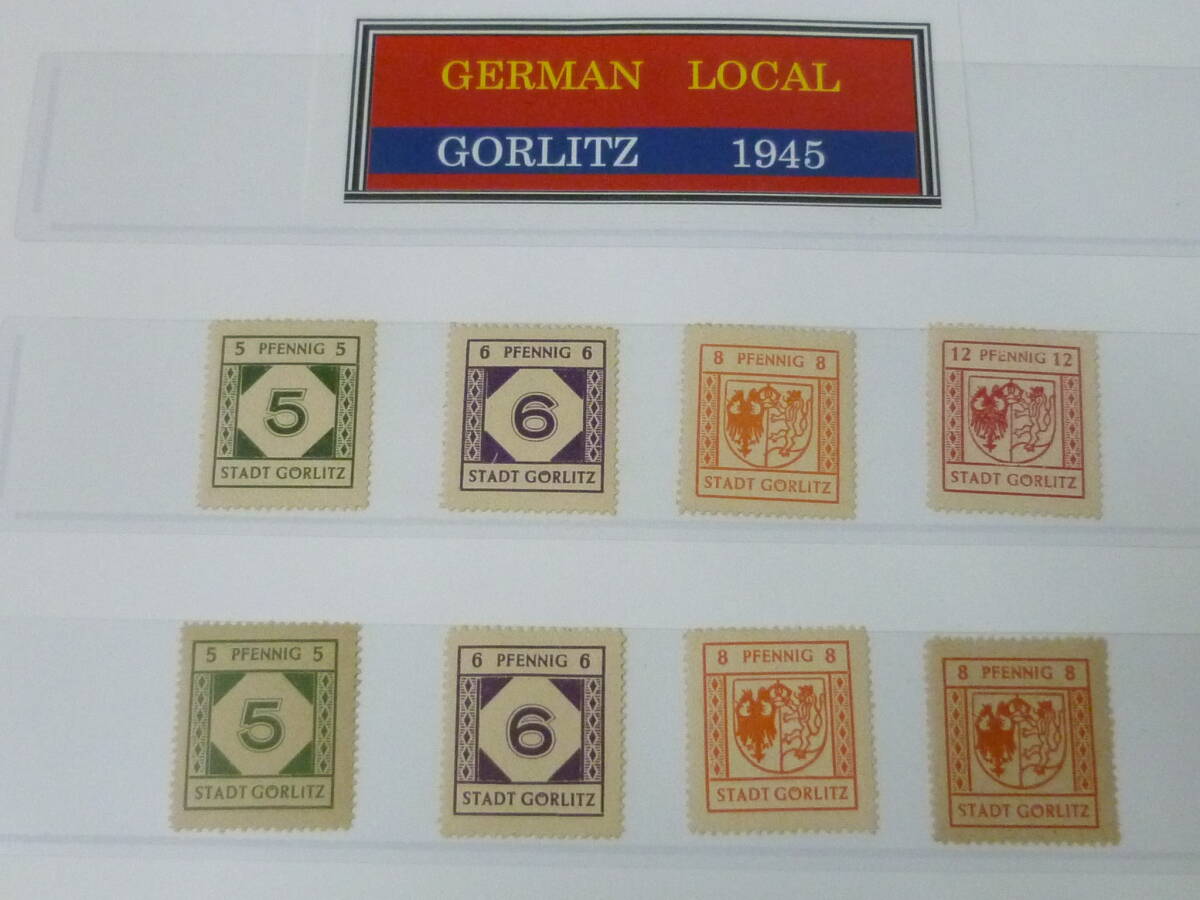 GERMAN LOCAL
GORLITZ 1945
5 PFENNIG 5
5
STADT GÖRLITZ
6 PFENNIG 6
6
STADT GÖRLITZ
8 PFENNIG 8
STADT GÖRLITZ
12 PFENNIG 12
STADT GÖRLITZ
5 PFENNIG 5
5
STADT GÖRLITZ
6 PFENNIG 6
6
STADT GÖRLITZ
8 PFENNIG 8
STADT GÖRLITZ
8 PFENNIG 8
STADT GÖRLITZ